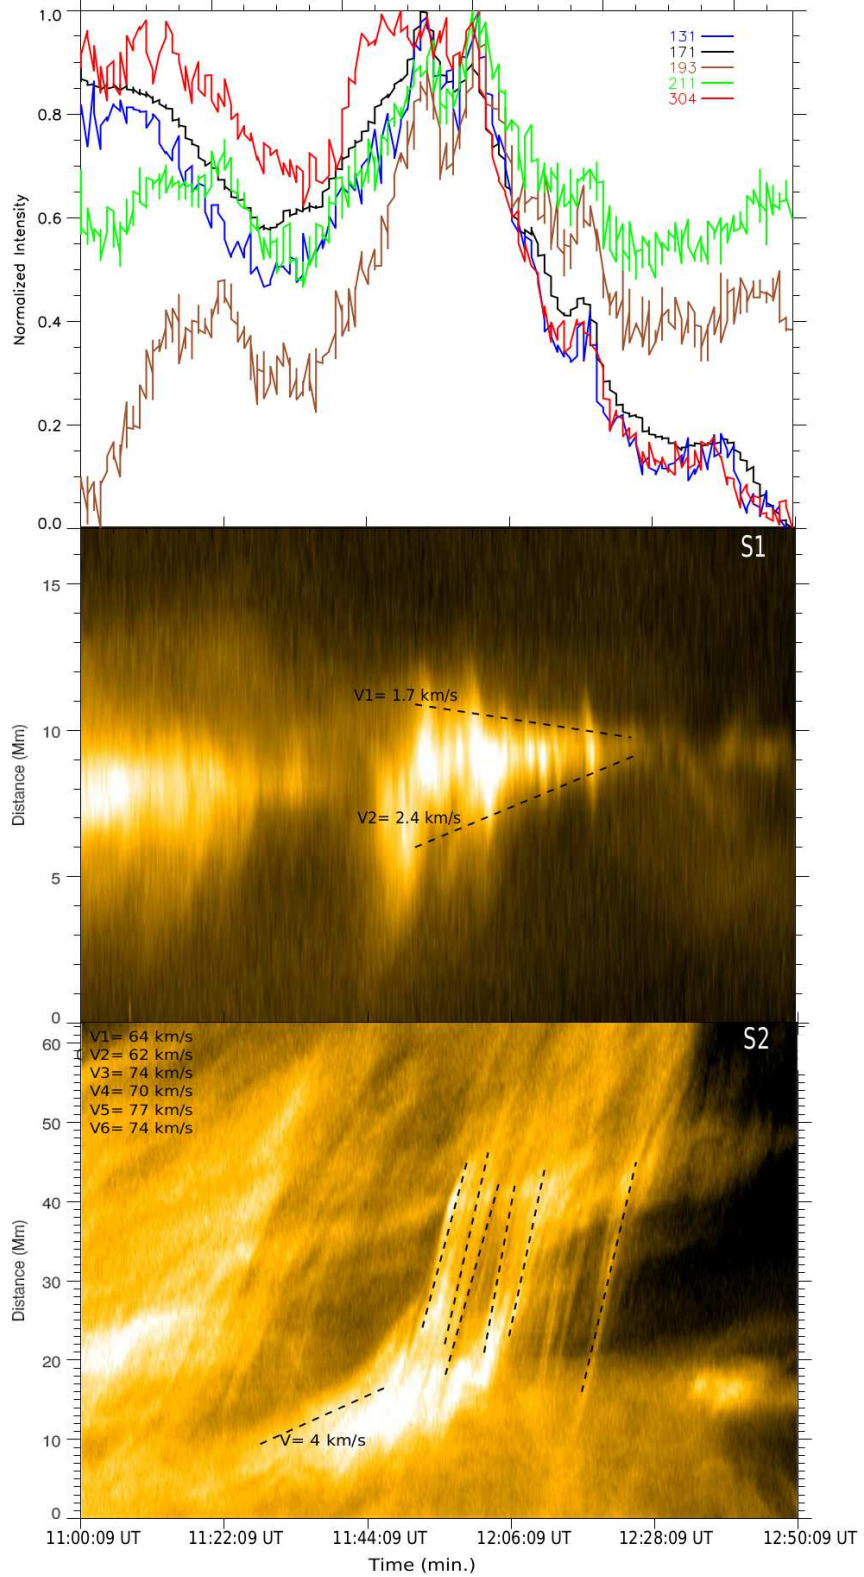 1.0
0.8
0.6
0.4
0.2
0.0
Normalized Intensity
131
171
193
211
304
S1
15
10
5
0
Distance (Mm)
V1= 1.7 km/s
V2= 2.4 km/s
S2
V1= 64 km/s
V2= 62 km/s
V3= 74 km/s
V4= 70 km/s
V5= 77 km/s
V6= 74 km/s
60
50
40
30
20
10
0
Distance (Mm)
V= 4 km/s
11:00:09 UT 11:22:09 UT 11:44:09 UT 12:06:09 UT 12:28:09 UT 12:50:09 UT
Time (min.)